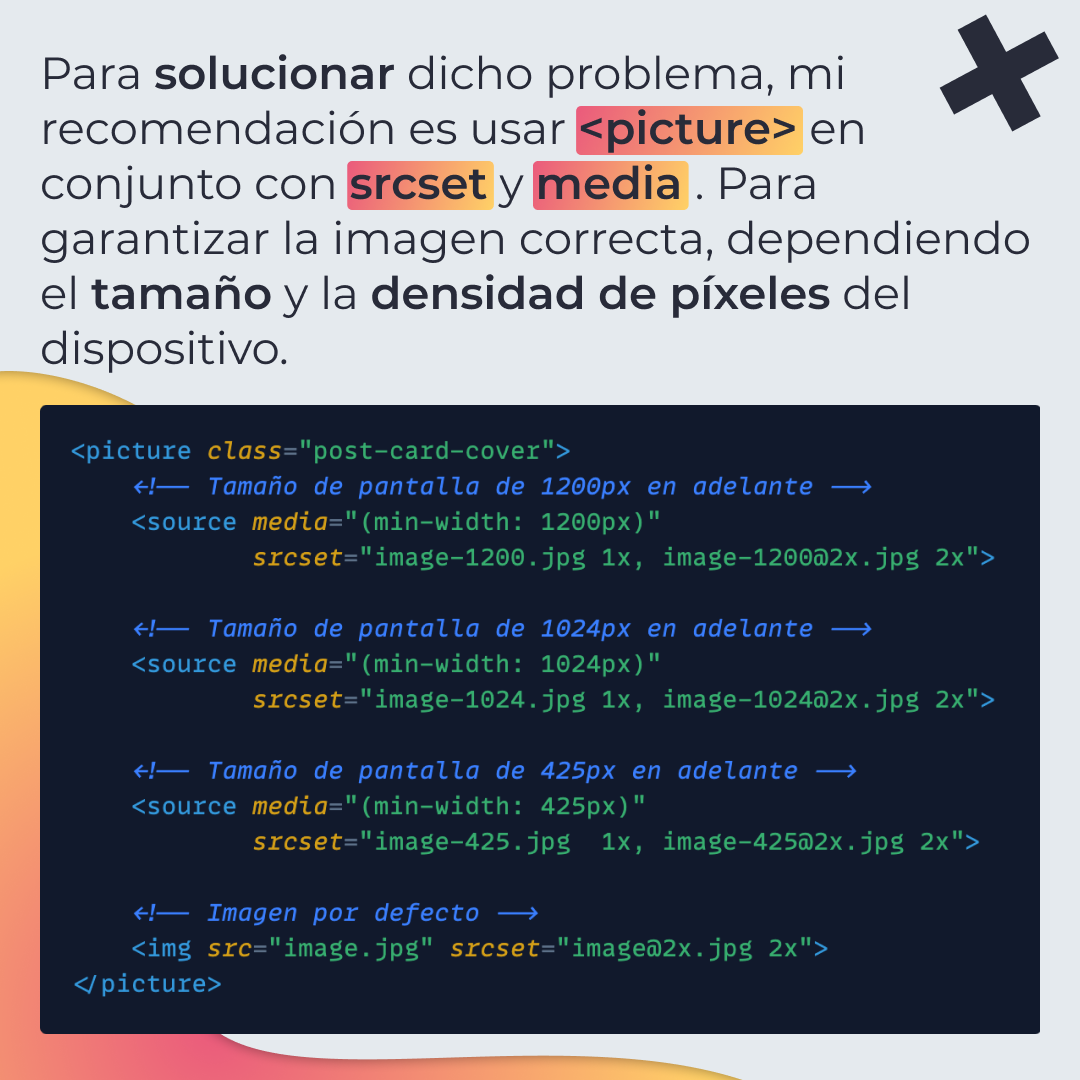 Para solucionar dicho problema, mi
recomendación es usar <picture> en
conjunto con srcset y media . Para
garantizar la imagen correcta, dependiendo
el tamaño y la densidad de píxeles del
dispositivo.
<picture class="post-card-cover">
    <!-- Tamaño de pantalla de 1200px en adelante -->
    <source media="(min-width: 1200px)"
            srcset="image-1200.jpg 1x, image-1200@2x.jpg 2x">

    <!-- Tamaño de pantalla de 1024px en adelante -->
    <source media="(min-width: 1024px)"
            srcset="image-1024.jpg 1x, image-1024@2x.jpg 2x">

    <!-- Tamaño de pantalla de 425px en adelante -->
    <source media="(min-width: 425px)"
            srcset="image-425.jpg  1x, image-425@2x.jpg 2x">

    <!-- Imagen por defecto -->
    <img src="image.jpg" srcset="image@2x.jpg 2x">
</picture>